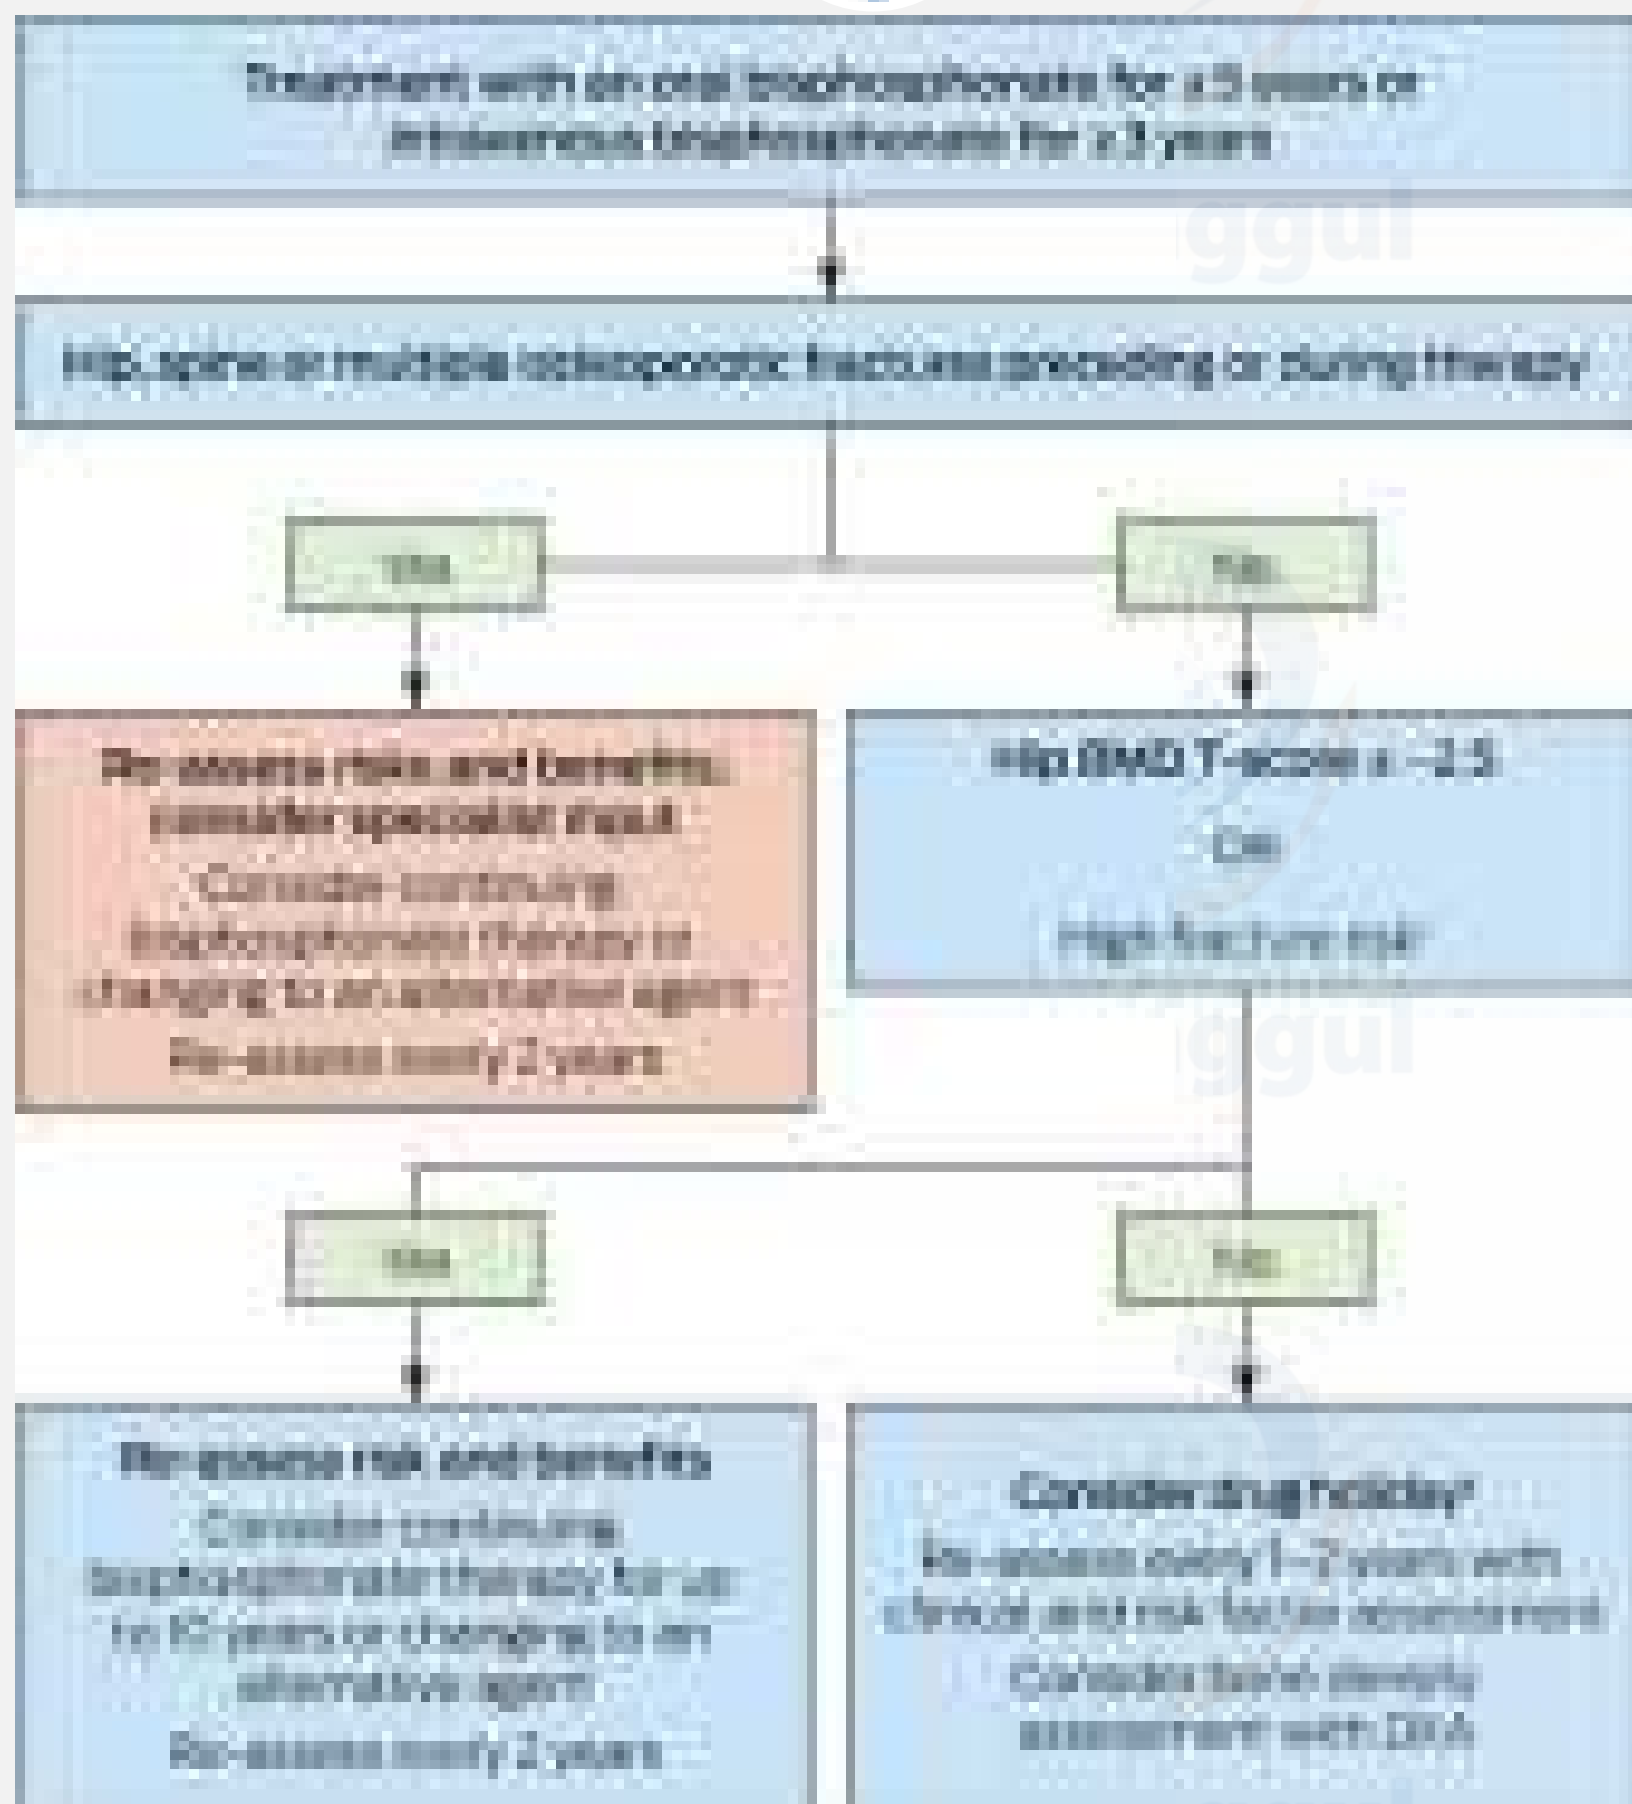 Treatment with an oral bisphosphonate for ≥ 5 years or
intravenous bisphosphonate for ≥ 3 years
ggul
Hip, spine or multiple osteoporotic fractures preceding or during therapy
Yes
No
Re-assess risks and benefits,
consider specialist input
Consider continuing
bisphosphonate therapy or
changing to an alternative agent
Re-assess every 2 years
Hip BMD T-score ≤ −2.5
OR
High fracture risk
ggul
Yes
No
Re-assess risk and benefits
Consider continuing
bisphosphonate therapy for up
to 10 years or changing to an
alternative agent
Re-assess every 2 years
Consider drug holiday
Re-assess every 1–2 years with
clinical and risk factor assessment
Consider bone density
assessment with DXA